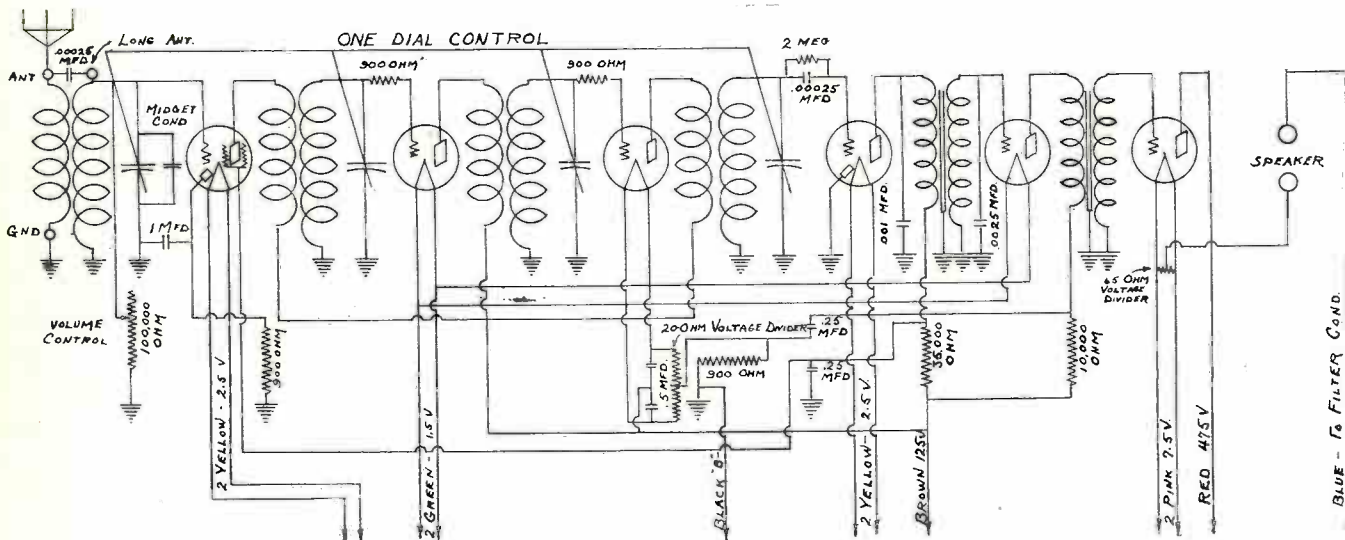 .00025
MFD
LONG ANT.
ONE DIAL CONTROL
2 MEG
ANT
900 OHM
900 OHM
.00025
MFD
MIDGET
COND
SPEAKER
GND
1 MFD
.001 MFD.
.0025 MFD.
65 OHM
VOLTAGE
DIVIDER
VOLUME
CONTROL
100,000
OHM
900 OHM
20 OHM VOLTAGE DIVIDER
.25
MFD
.5 MFD.
900 OHM
.25
MFD
OHM
10,000
OHM
2 YELLOW - 2.5 V
2 GREEN - 1.5 V
BLACK "B-"
2 YELLOW - 2.5 V.
BROWN 125V
2 PINK 7.5 V.
RED 475V
BLUE - To FILTER COND.